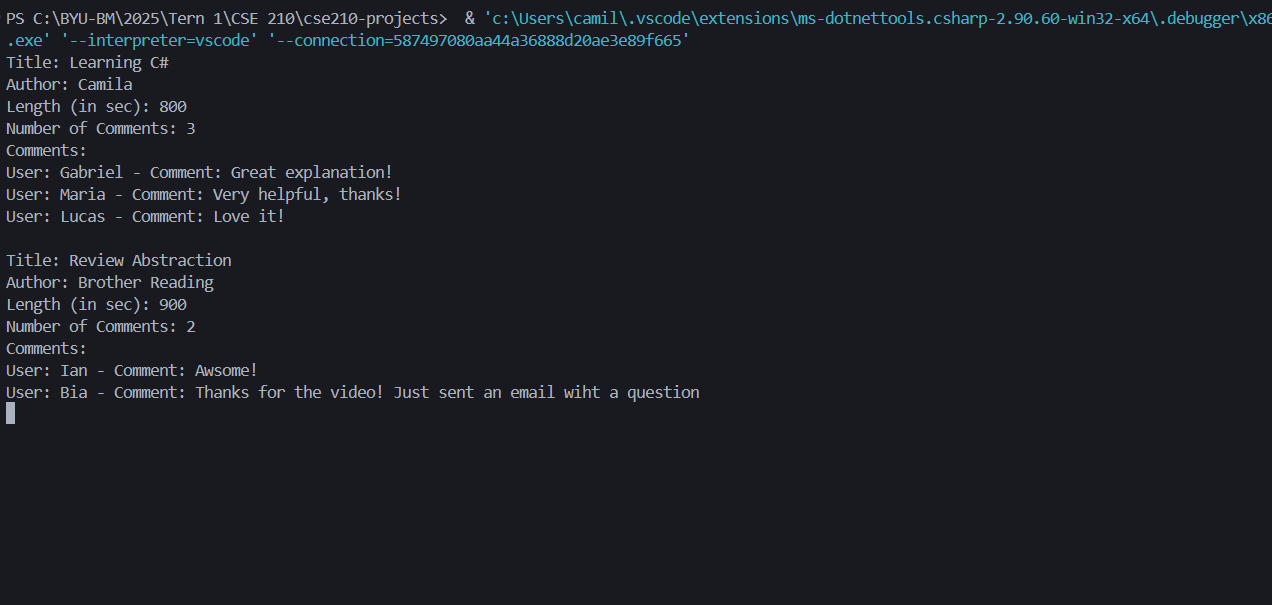 PS C:\BYU-BM\2025\Tern 1\CSE 210\cse210-projects>  & 'c:\Users\camil\.vscode\extensions\ms-dotnettools.csharp-2.90.60-win32-x64\.debugger\x86
.exe' '--interpreter=vscode' '--connection=587497080aa44a36888d20ae3e89f665'
Title: Learning C#
Author: Camila
Length (in sec): 800
Number of Comments: 3
Comments:
User: Gabriel - Comment: Great explanation!
User: Maria - Comment: Very helpful, thanks!
User: Lucas - Comment: Love it!

Title: Review Abstraction
Author: Brother Reading
Length (in sec): 900
Number of Comments: 2
Comments:
User: Ian - Comment: Awsome!
User: Bia - Comment: Thanks for the video! Just sent an email wiht a question